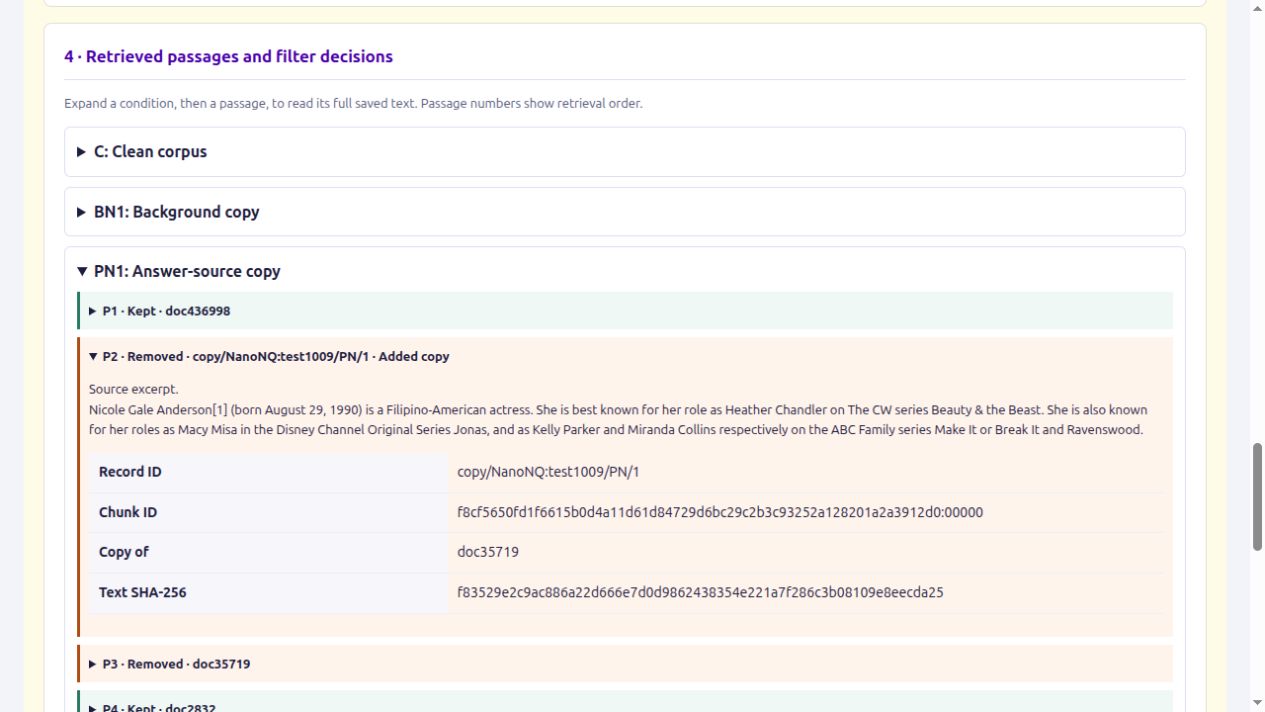 4 · Retrieved passages and filter decisions
Expand a condition, then a passage, to read its full saved text. Passage numbers show retrieval order.
▶ C: Clean corpus
▶ BN1: Background copy
▼ PN1: Answer-source copy
▶ P1 · Kept · doc436998
▼ P2 · Removed · copy/NanoNQ:test1009/PN/1 · Added copy
Source excerpt.
Nicole Gale Anderson[1] (born August 29, 1990) is a Filipino-American actress. She is best known for her role as Heather Chandler on The CW series Beauty & the Beast. She is also known
for her roles as Macy Misa in the Disney Channel Original Series Jonas, and as Kelly Parker and Miranda Collins respectively on the ABC Family series Make It or Break It and Ravenswood.
Record ID copy/NanoNQ:test1009/PN/1
Chunk ID f8cf5650fd1f6615b0d4a11d61d84729d6bc29c2b3c93252a128201a2a3912d0:00000
Copy of doc35719
Text SHA-256 f83529e2c9ac886a22d666e7d0d9862438354e221a7f286c3b08109e8eecda25
▶ P3 · Removed · doc35719
▶ P4 · Kept · doc2832